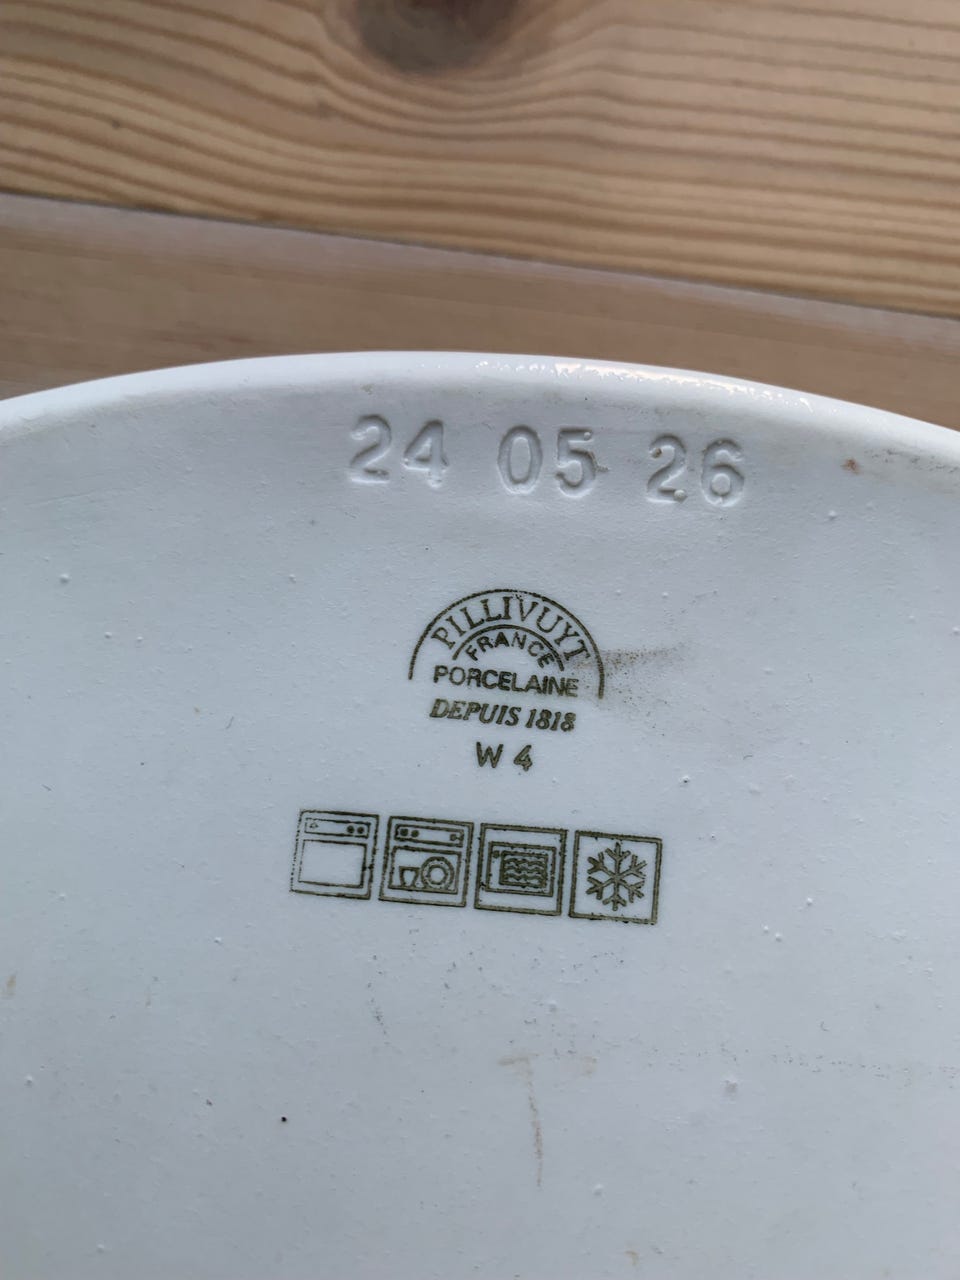 24 05 26
PILLIVUYT
FRANCE
PORCELAINE
DEPUIS 1818
W 4